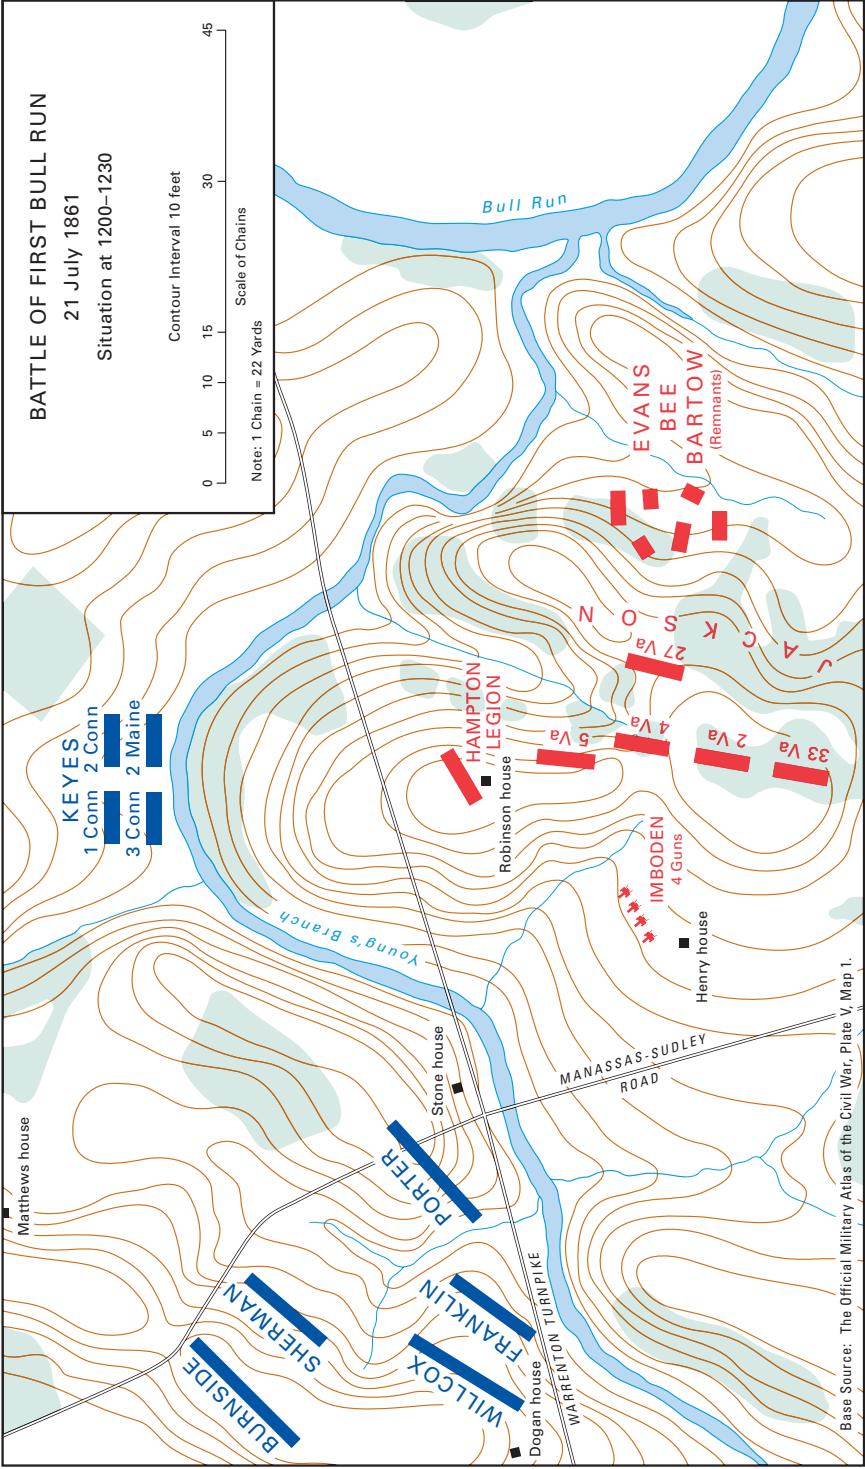 BATTLE OF FIRST BULL RUN
21 July 1861
Situation at 1200–1230
Contour Interval 10 feet
0 5 10 15 30 45
Scale of Chains
Note: 1 Chain = 22 Yards
Matthews house
KEYES
1 Conn 2 Conn
3 Conn 2 Maine
BURNSIDE
SHERMAN
PORTER
WILLCOX
FRANKLIN
Dogan house
WARRENTON TURNPIKE
Stone house
MANASSAS-SUDLEY
ROAD
Young's Branch
Bull Run
HAMPTON
LEGION
Robinson house
IMBODEN
4 Guns
Henry house
5 Va
4 Va
27 Va
2 Va
33 Va
JACKSON
EVANS
BEE
BARTOW
(Remnants)
Base Source: The Official Military Atlas of the Civil War, Plate V, Map 1.